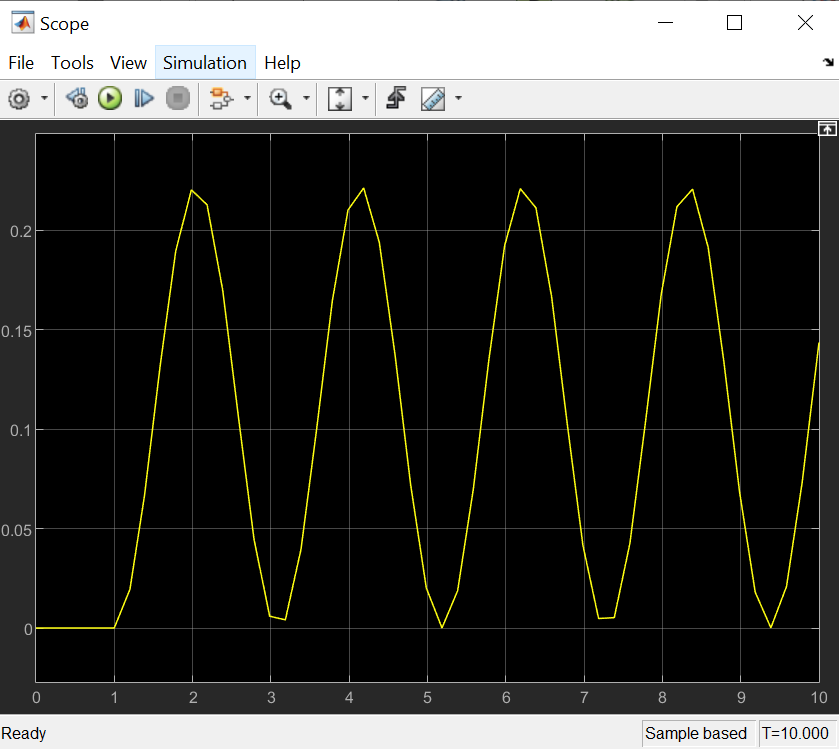 Scope
File Tools View Simulation Help
0.2
0.15
0.1
0.05
0
0 1 2 3 4 5 6 7 8 9 10
Ready Sample based T=10.000